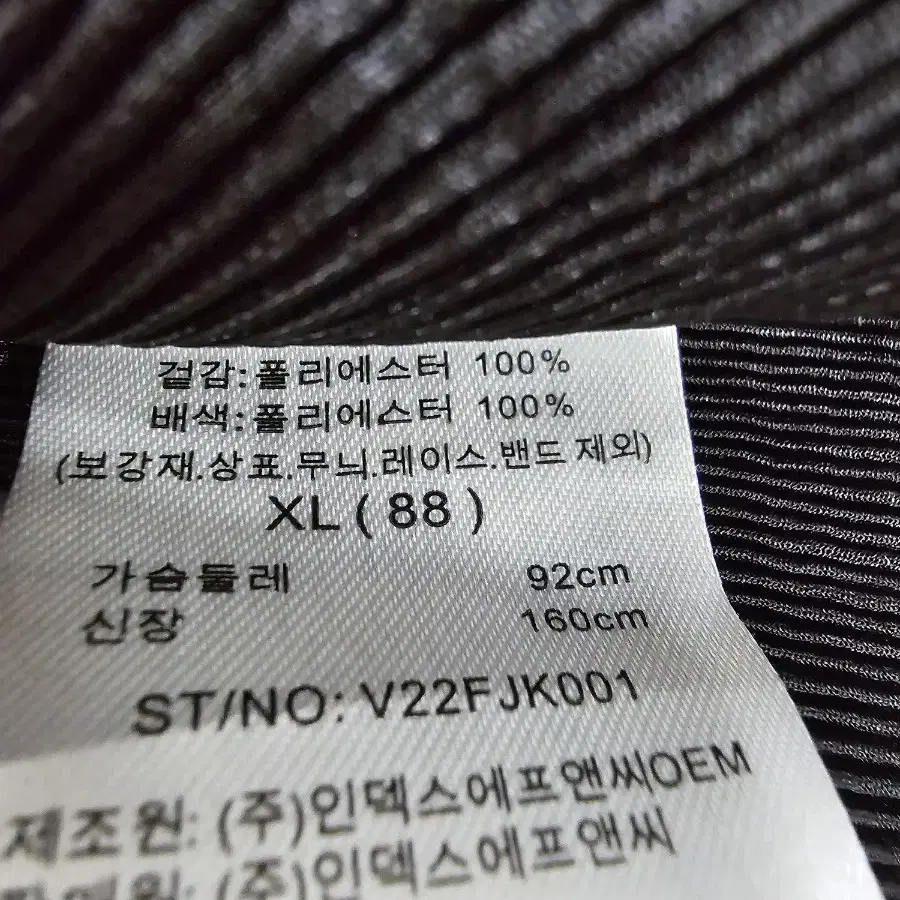 겉감:폴리에스터 100%
배색:폴리에스터 100%
(보강재.상표.무늬.레이스.밴드 제외)
XL ( 88 )
가슴둘레 92cm
신장 160cm
ST/NO: V22FJK001
제조원: (주)인덱스에프앤씨OEM
(주)인덱스에프앤씨